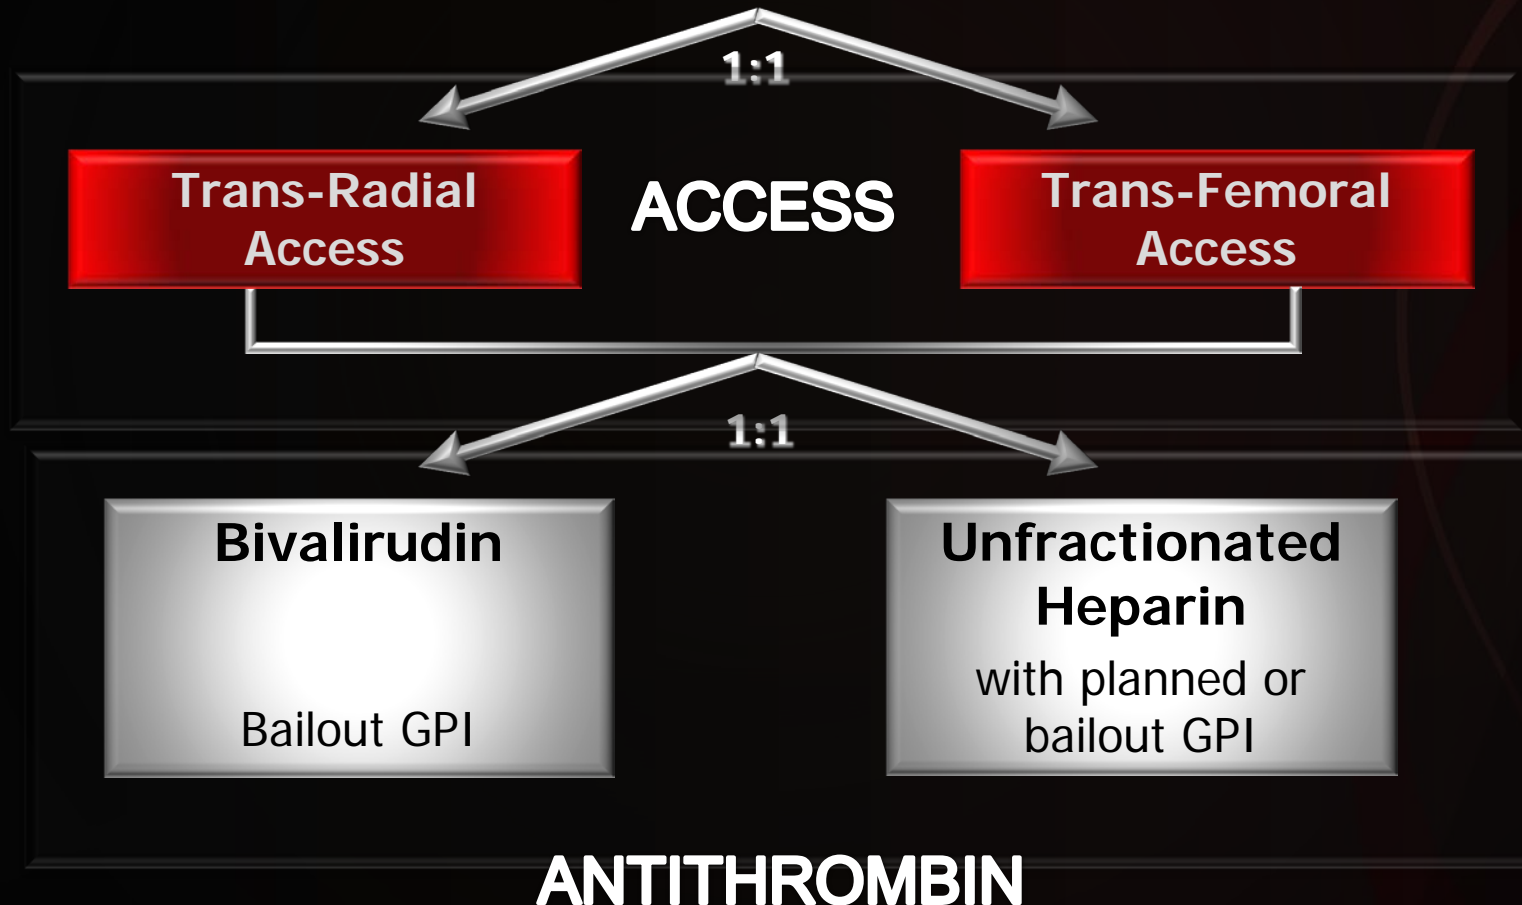 1:1
Trans-Radial
Access
ACCESS
Trans-Femoral
Access
1:1
Bivalirudin
Bailout GPI
Unfractionated
Heparin
with planned or
bailout GPI
ANTITHROMBIN